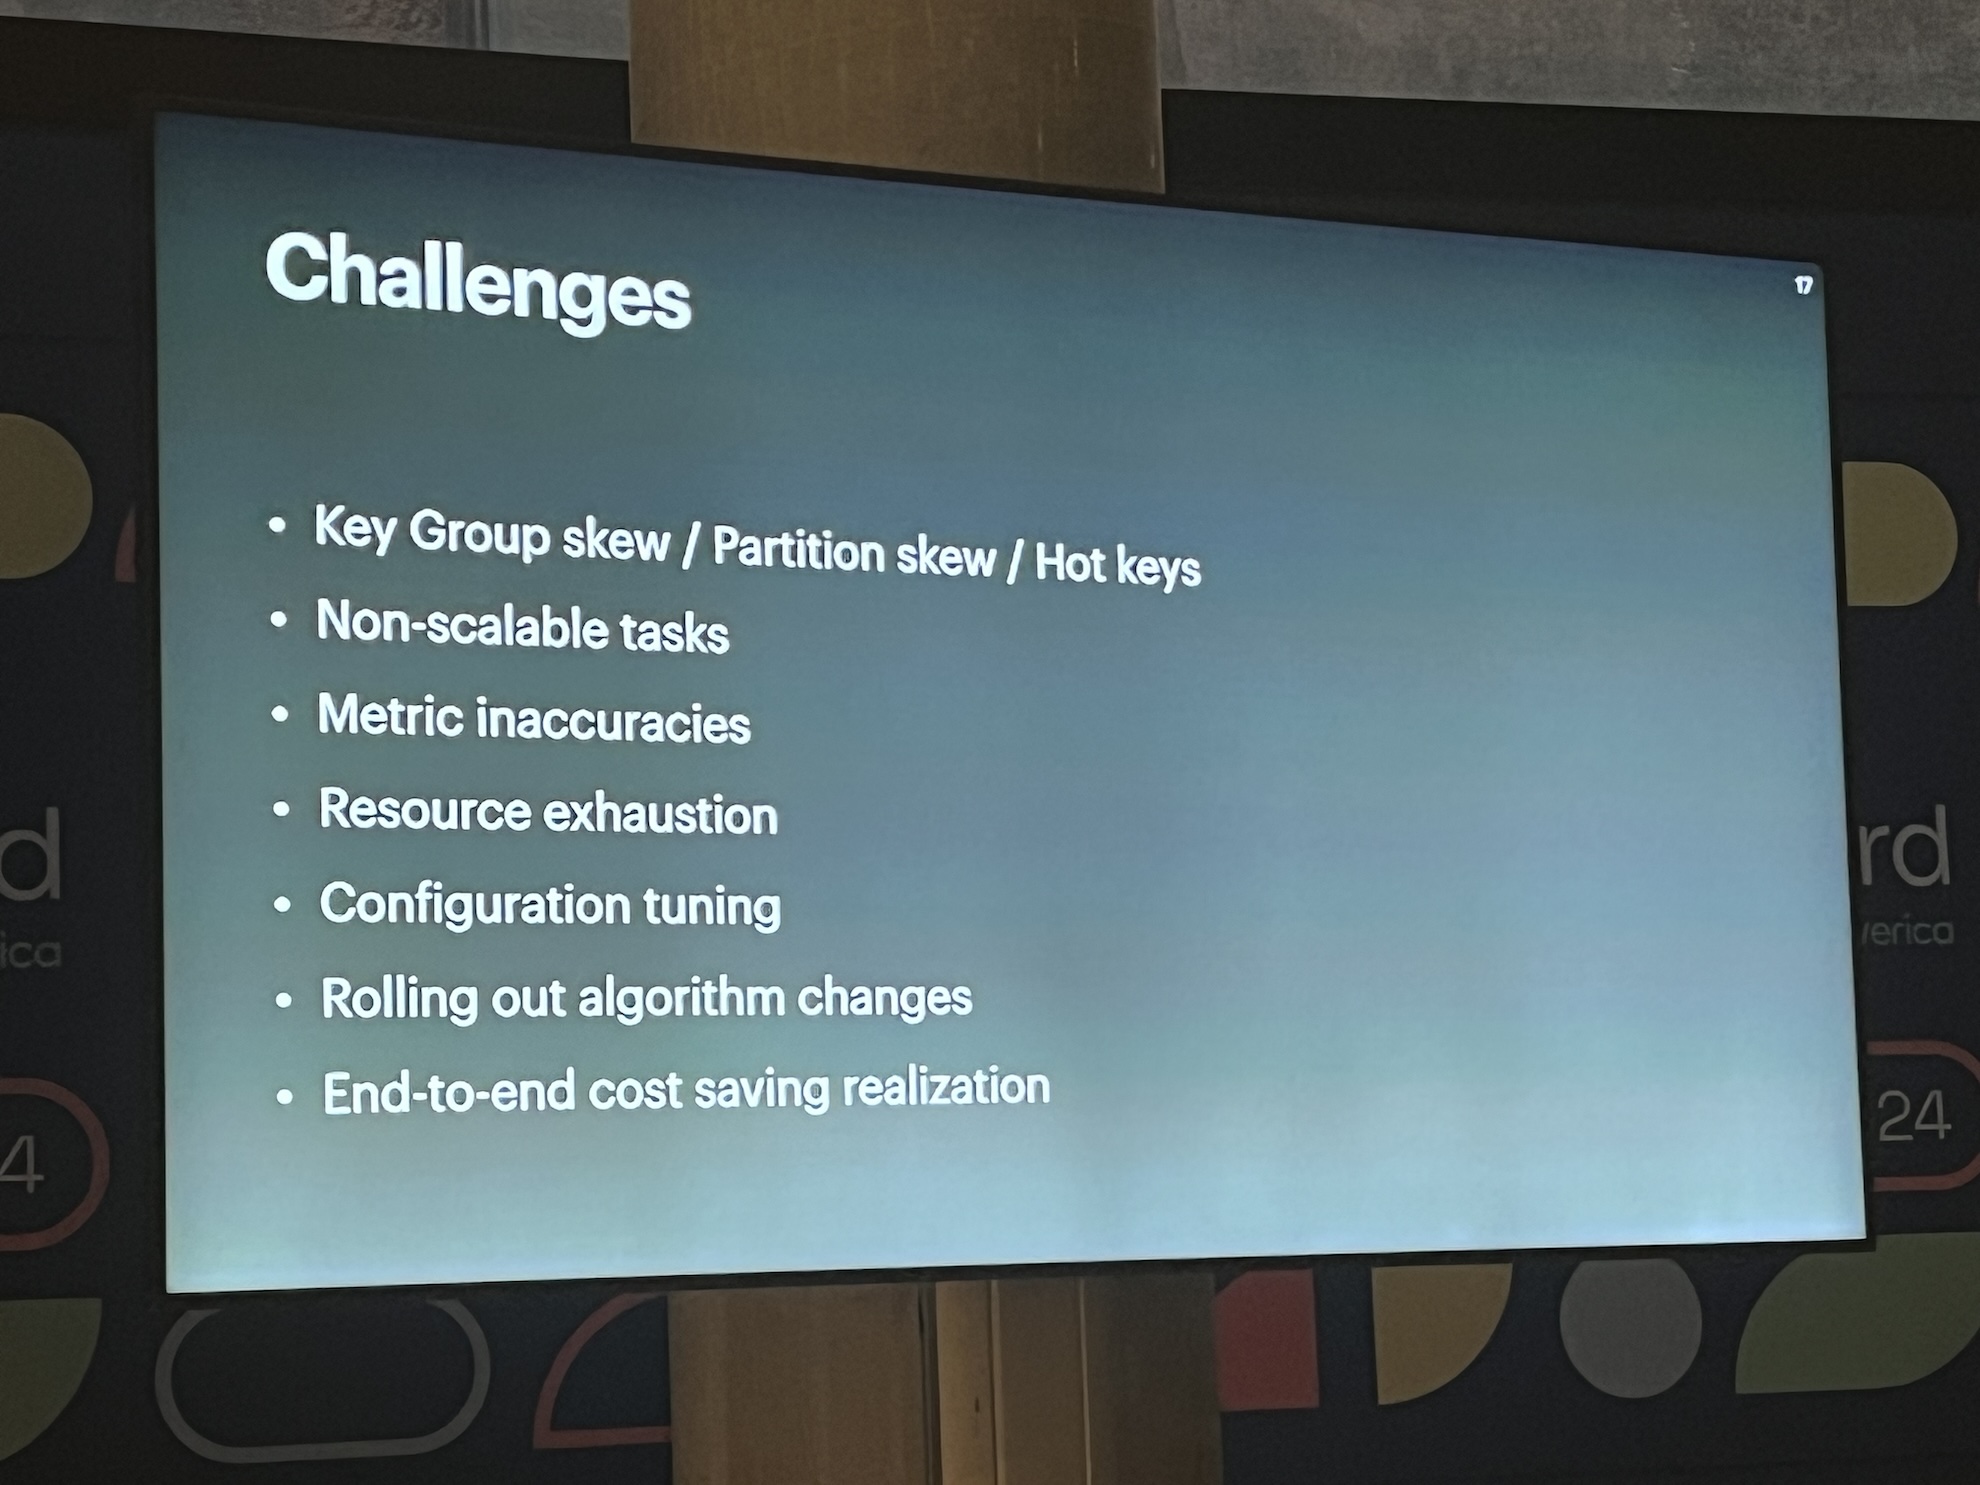 Challenges
17
• Key Group skew / Partition skew / Hot keys
• Non-scalable tasks
• Metric inaccuracies
• Resource exhaustion
• Configuration tuning
• Rolling out algorithm changes
• End-to-end cost saving realization
d
ica
4
rd
verica
24